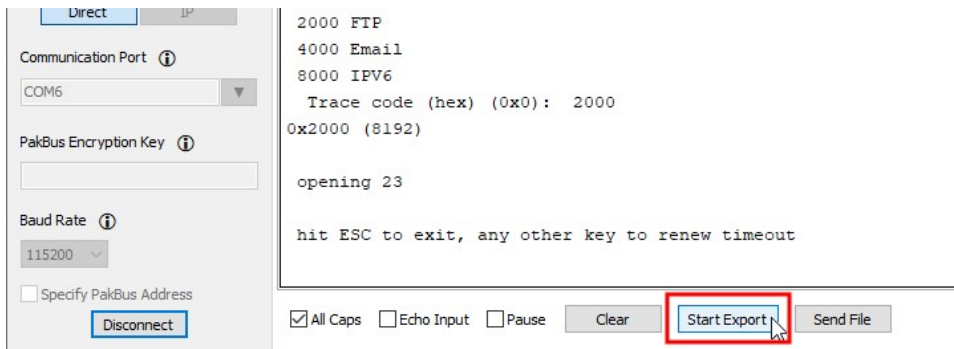 Direct
IP
Communication Port
COM6
PakBus Encryption Key
Baud Rate
115200
Specify PakBus Address
Disconnect
2000 FTP
4000 Email
8000 IPV6
Trace code (hex) (0x0): 2000
0x2000 (8192)
opening 23
hit ESC to exit, any other key to renew timeout
All Caps
Echo Input
Pause
Clear
Start Export
Send File